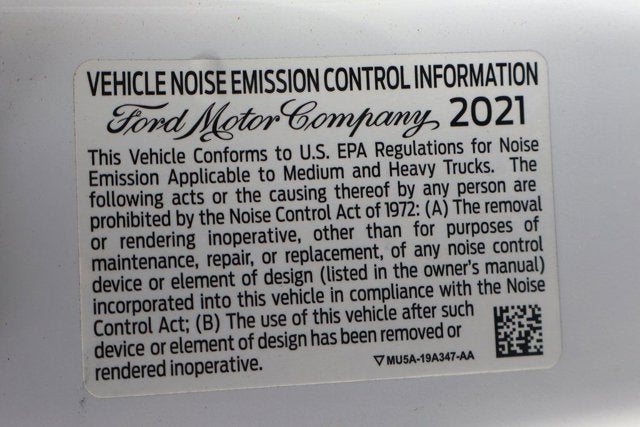 VEHICLE NOISE EMISSION CONTROL INFORMATION
Ford Motor Company 2021
This Vehicle Conforms to U.S. EPA Regulations for Noise
Emission Applicable to Medium and Heavy Trucks. The
following acts or the causing thereof by any person are
prohibited by the Noise Control Act of 1972: (A) The removal
or rendering inoperative, other than for purposes of
maintenance, repair, or replacement, of any noise control
device or element of design (listed in the owner's manual)
incorporated into this vehicle in compliance with the Noise
Control Act; (B) The use of this vehicle after such
device or element of design has been removed or
rendered inoperative.
▽ MU5A-19A347-AA